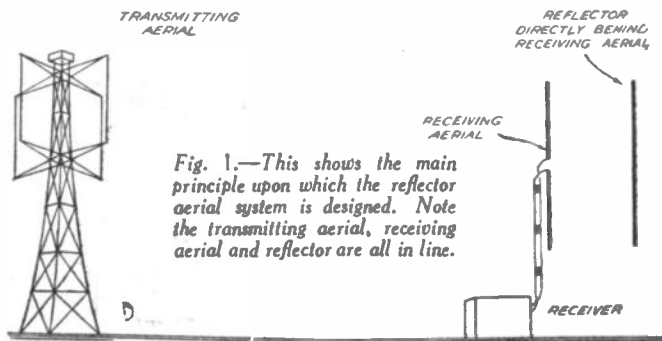 TRANSMITTING
AERIAL
REFLECTOR
DIRECTLY BEHIND
RECEIVING AERIAL
RECEIVING
AERIAL
Fig. 1.—This shows the main
principle upon which the reflector
aerial system is designed. Note
the transmitting aerial, receiving
aerial and reflector are all in line.
RECEIVER